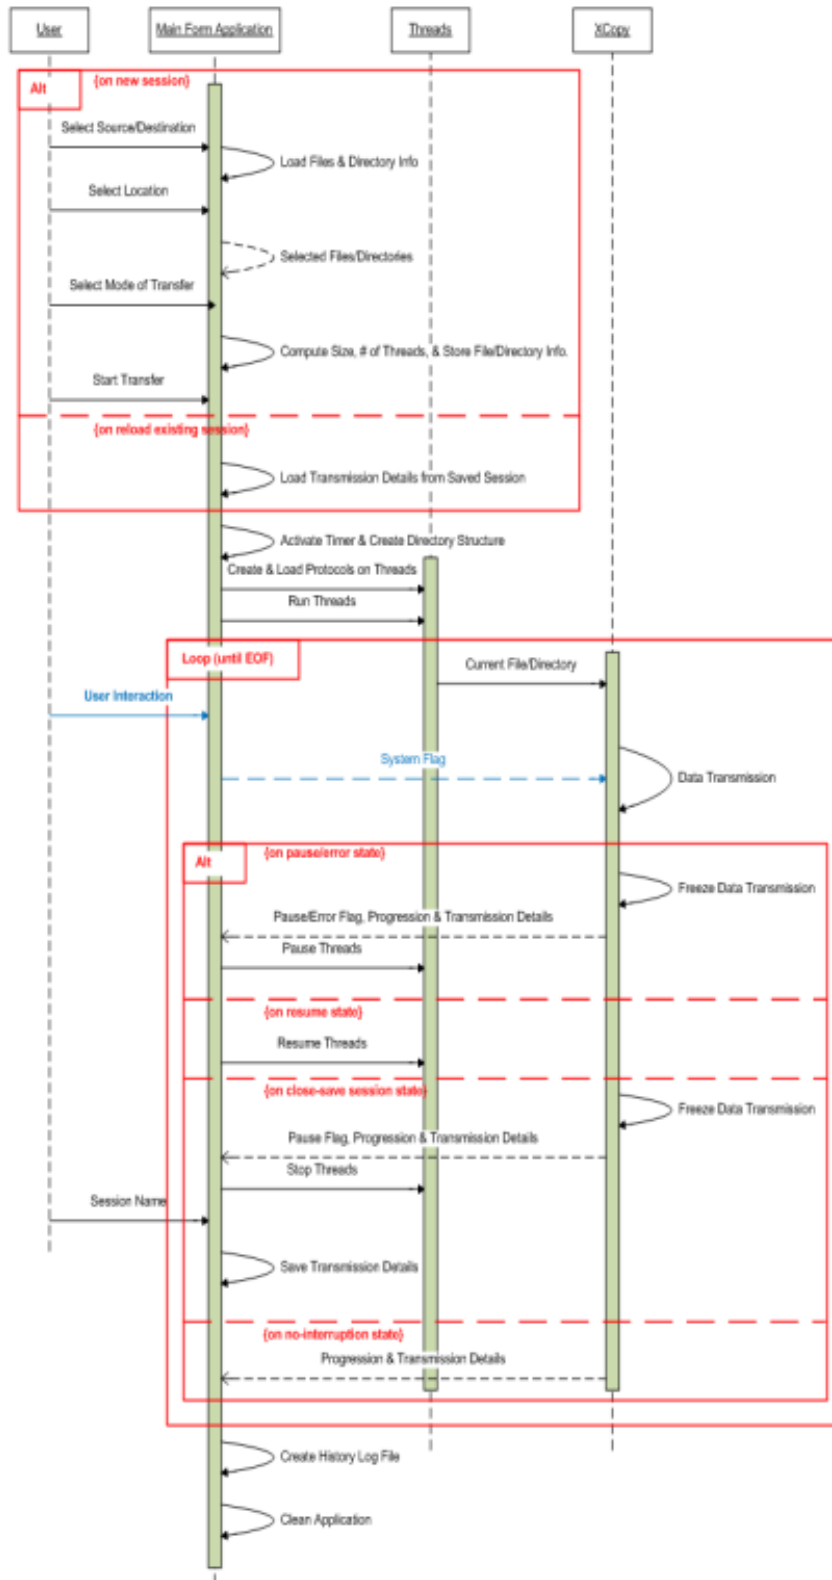 User
Main Form Application
Threads
XCopy
Alt
{on new session}
Select Source/Destination
Load Files & Directory Info
Select Location
Selected Files/Directories
Select Mode of Transfer
Compute Size, # of Threads, & Store File/Directory Info.
Start Transfer
{on reload existing session}
Load Transmission Details from Saved Session
Activate Timer & Create Directory Structure
Create & Load Protocols on Threads
Run Threads
Loop (until EOF)
Current File/Directory
User Interaction
System Flag
Data Transmission
Alt
{on pause/error state}
Freeze Data Transmission
Pause/Error Flag, Progression & Transmission Details
Pause Threads
{on resume state}
Resume Threads
{on close-save session state}
Freeze Data Transmission
Pause Flag, Progression & Transmission Details
Stop Threads
Session Name
Save Transmission Details
{on no-interruption state}
Progression & Transmission Details
Create History Log File
Clean Application